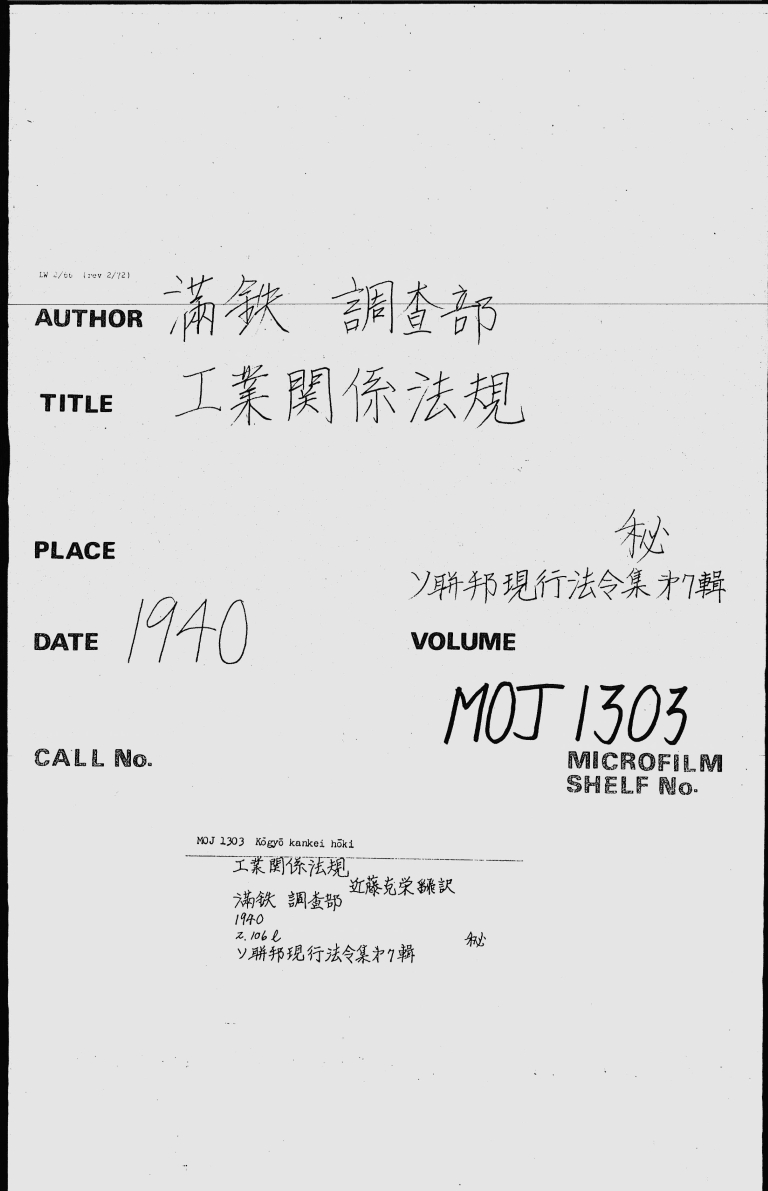 LW 2/66 (rev 2/72)
AUTHOR 満鉄 調査部
TITLE 工業関係法規
PLACE
秘
ソ聯邦現行法令集 㐧7輯
DATE 1940
VOLUME
MOJ 1303
CALL No.
MICROFILM
SHELF No.
MOJ 1303 Kōgyō kankei hōki
工業関係法規
近藤克栄飜訳
満鉄 調査部
1940
2. 106 l
秘
ソ聯邦現行法令集㐧7輯